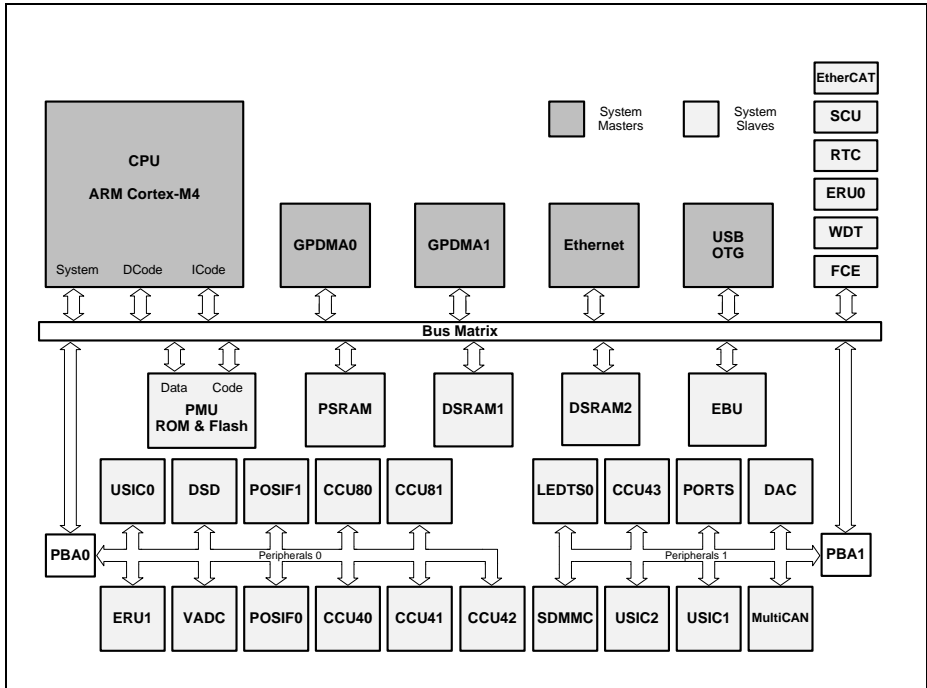 EtherCAT
System
Masters
System
Slaves
SCU
CPU
ARM Cortex-M4
RTC
ERU0
GPDMA0
GPDMA1
Ethernet
USB
OTG
WDT
System DCode ICode
FCE
Bus Matrix
Data Code
PMU
ROM & Flash
PSRAM
DSRAM1
DSRAM2
EBU
USIC0
DSD
POSIF1
CCU80
CCU81
LEDTS0
CCU43
PORTS
DAC
PBA0
Peripherals 0
Peripherals 1
PBA1
ERU1
VADC
POSIF0
CCU40
CCU41
CCU42
SDMMC
USIC2
USIC1
MultiCAN